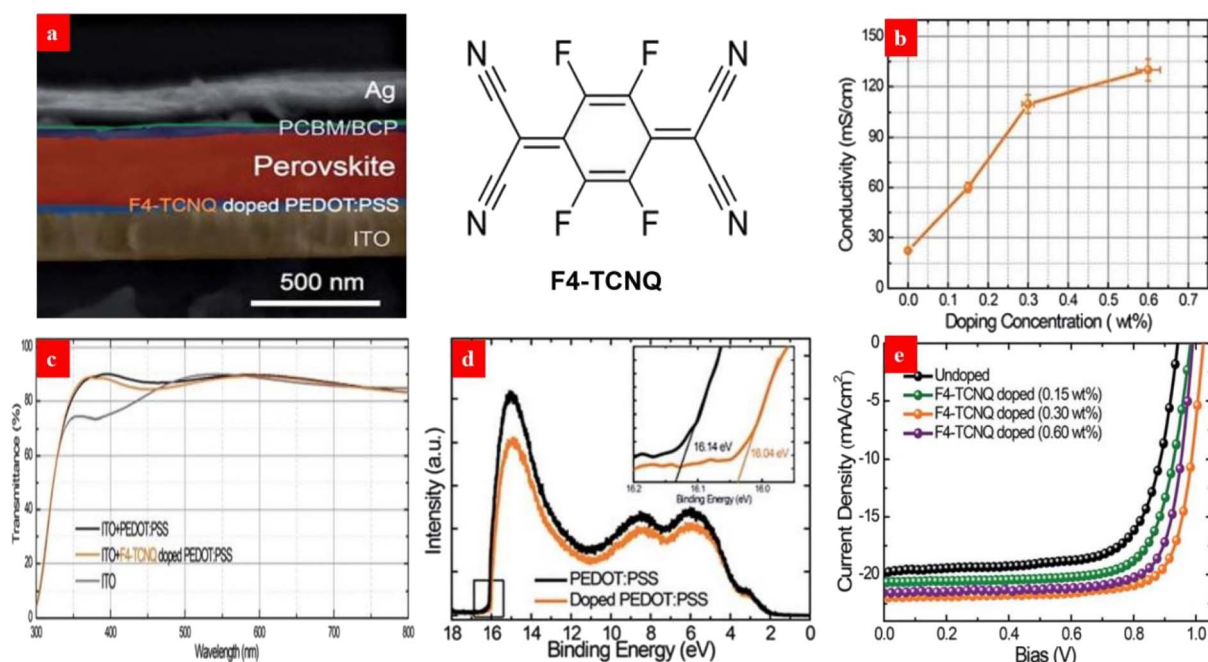 a
Ag
PCBM/BCP
Perovskite
F4-TCNQ doped PEDOT:PSS
ITO
500 nm
N
N
F
F
F
F
N
N
F4-TCNQ
b
150
120
90
60
30
0
Conductivity (mS/cm)
0.0 0.1 0.2 0.3 0.4 0.5 0.6 0.7
Doping Concentration ( wt%)
c
100
80
60
40
20
0
Transmittance (%)
ITO+PEDOT:PSS
ITO+F4-TCNQ doped PEDOT:PSS
ITO
300 400 500 600 700 800
Wavelength (nm)
d
Intensity (a.u.)
16.14 eV
16.04 eV
16.2 16.1 16.0
Binding Energy (eV)
PEDOT:PSS
Doped PEDOT:PSS
18 16 14 12 10 8 6 4 2 0
Binding Energy (eV)
e
0
-5
-10
-15
-20
Current Density (mA/cm²)
Undoped
F4-TCNQ doped (0.15 wt%)
F4-TCNQ doped (0.30 wt%)
F4-TCNQ doped (0.60 wt%)
0.0 0.2 0.4 0.6 0.8 1.0
Bias (V)